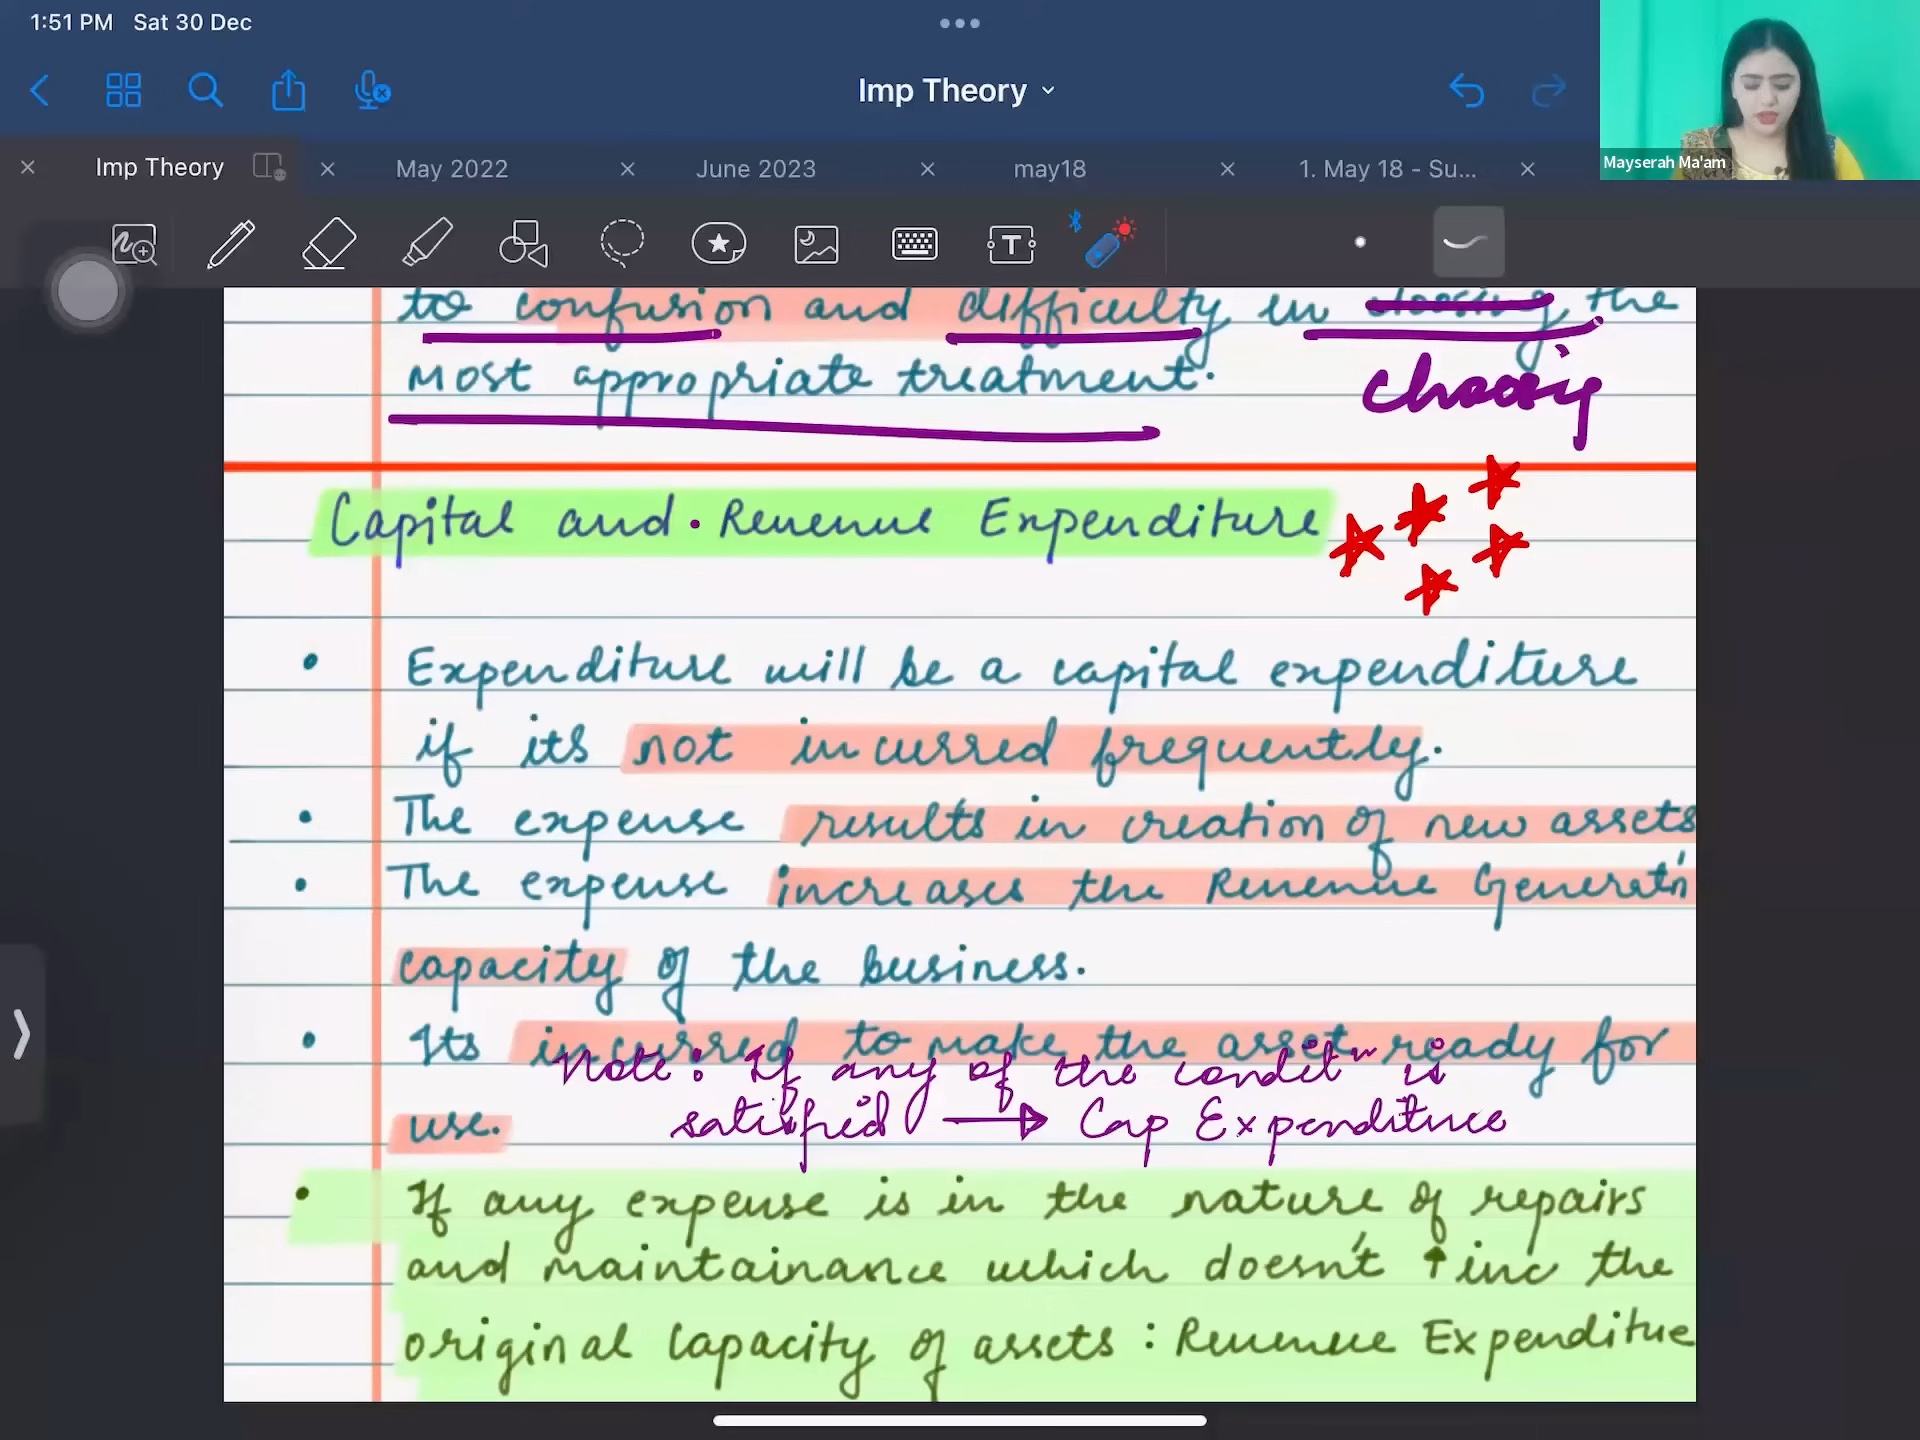 1:51 PM Sat 30 Dec
Imp Theory
Mayserah Ma'am
Imp Theory
May 2022
June 2023
may18
1. May 18 - Su...
to confusion and difficulty in the
most appropriate treatment.
Capital and Revenue Expenditure
Expenditure will be a capital expenditure
if its not incurred frequently.
The expense results in creation of new assets
The expense increases the Revenue Generat'n
capacity of the business.
Its incurred to make the asset ready for
Note: If any of the condit^n is
use. satisfied → Cap Expenditure
If any expense is in the nature of repairs
and maintainance which doesn't ↑ inc the
original capacity of assets : Revenue Expenditue